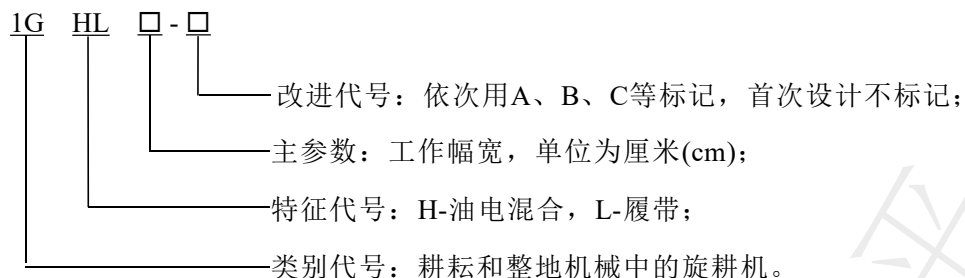 1G HL □-□
改进代号：依次用A、B、C等标记，首次设计不标记；
主参数：工作幅宽，单位为厘米(cm)；
特征代号：H-油电混合，L-履带；
类别代号：耕耘和整地机械中的旋耕机。